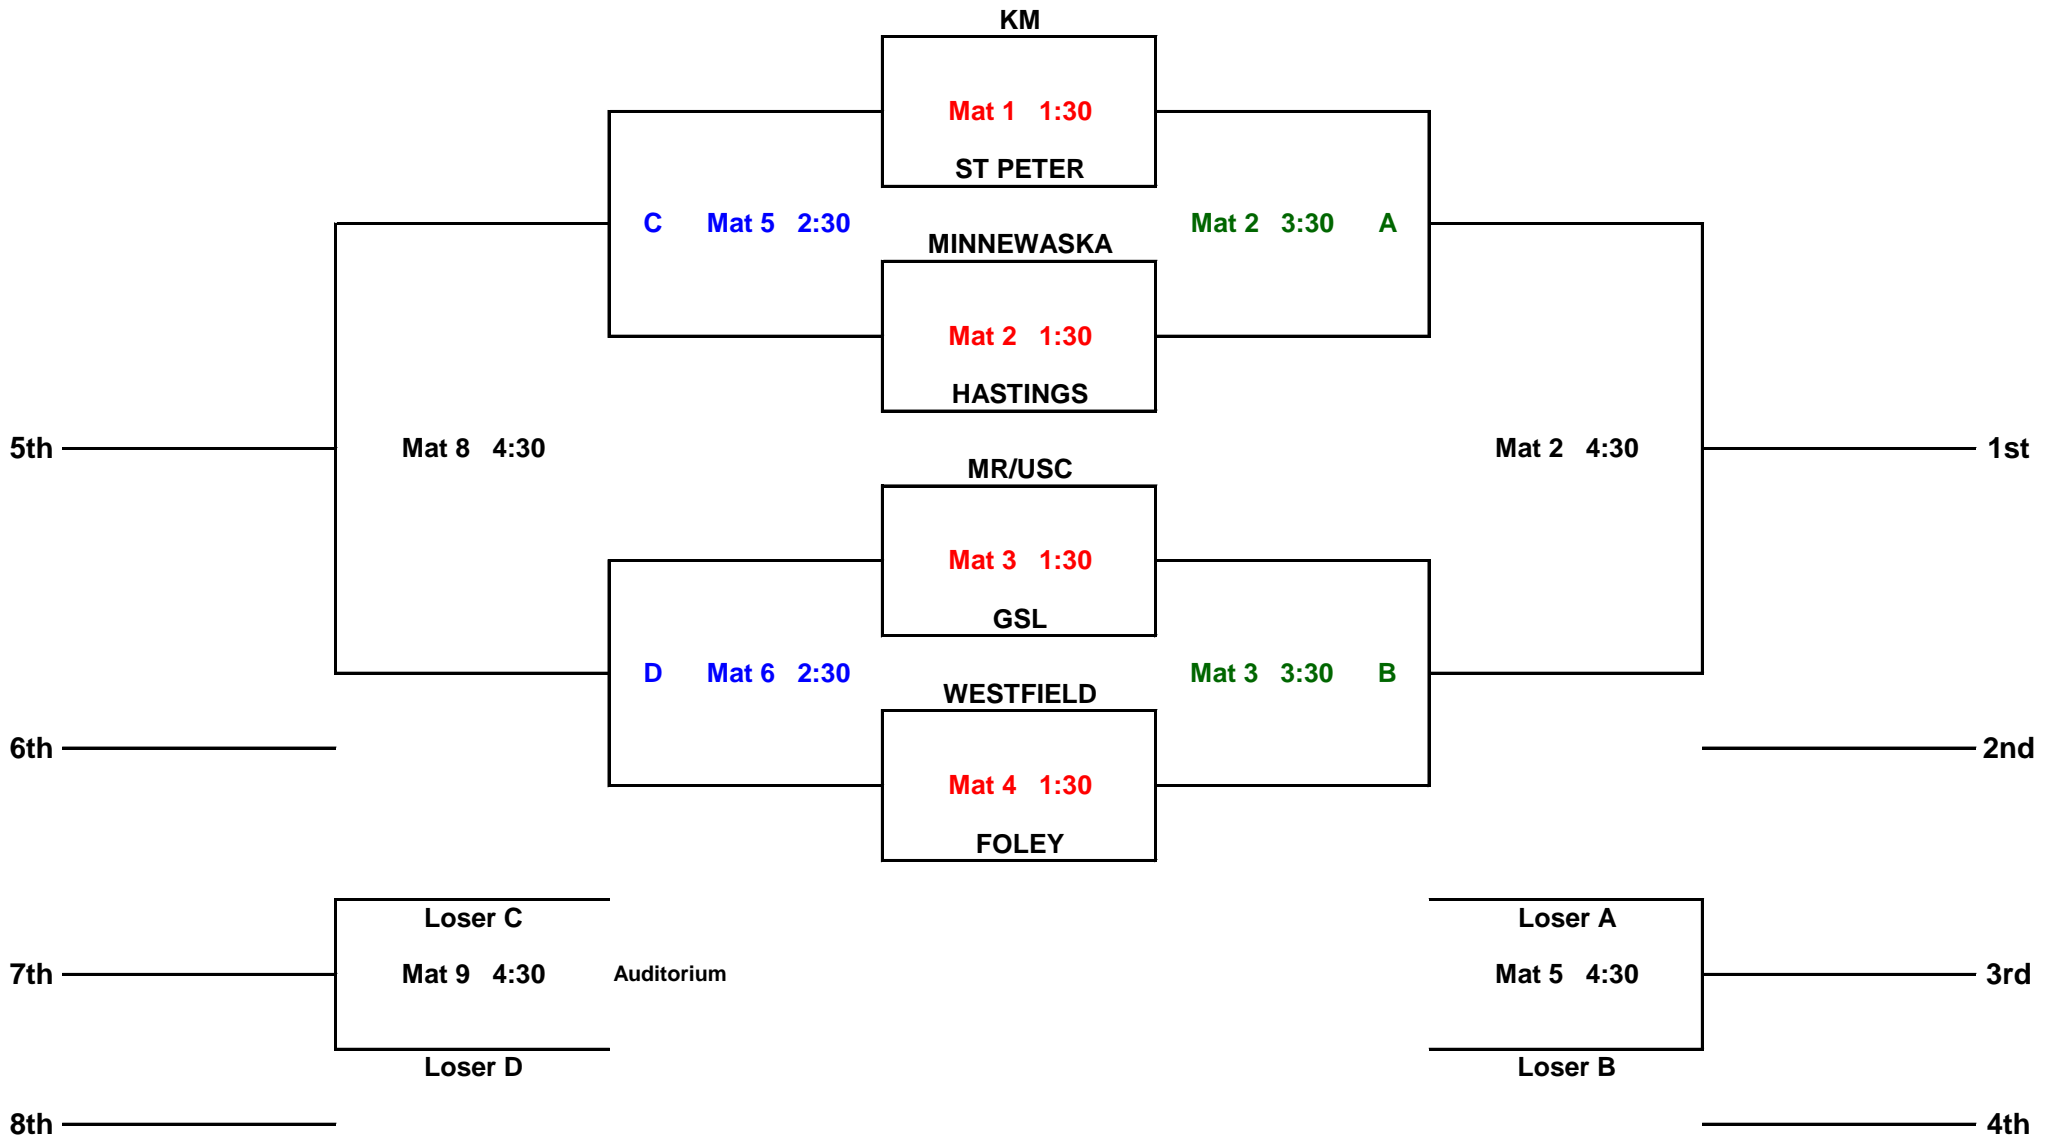 KM
Mat 1 1:30
ST PETER
C Mat 5 2:30
Mat 2 3:30 A
MINNEWASKA
Mat 2 1:30
HASTINGS
5th
Mat 8 4:30
Mat 2 4:30
1st
MR/USC
Mat 3 1:30
GSL
D Mat 6 2:30
Mat 3 3:30 B
WESTFIELD
6th
2nd
Mat 4 1:30
FOLEY
Loser C
Loser A
7th
Mat 9 4:30
Auditorium
Mat 5 4:30
3rd
Loser D
Loser B
8th
4th